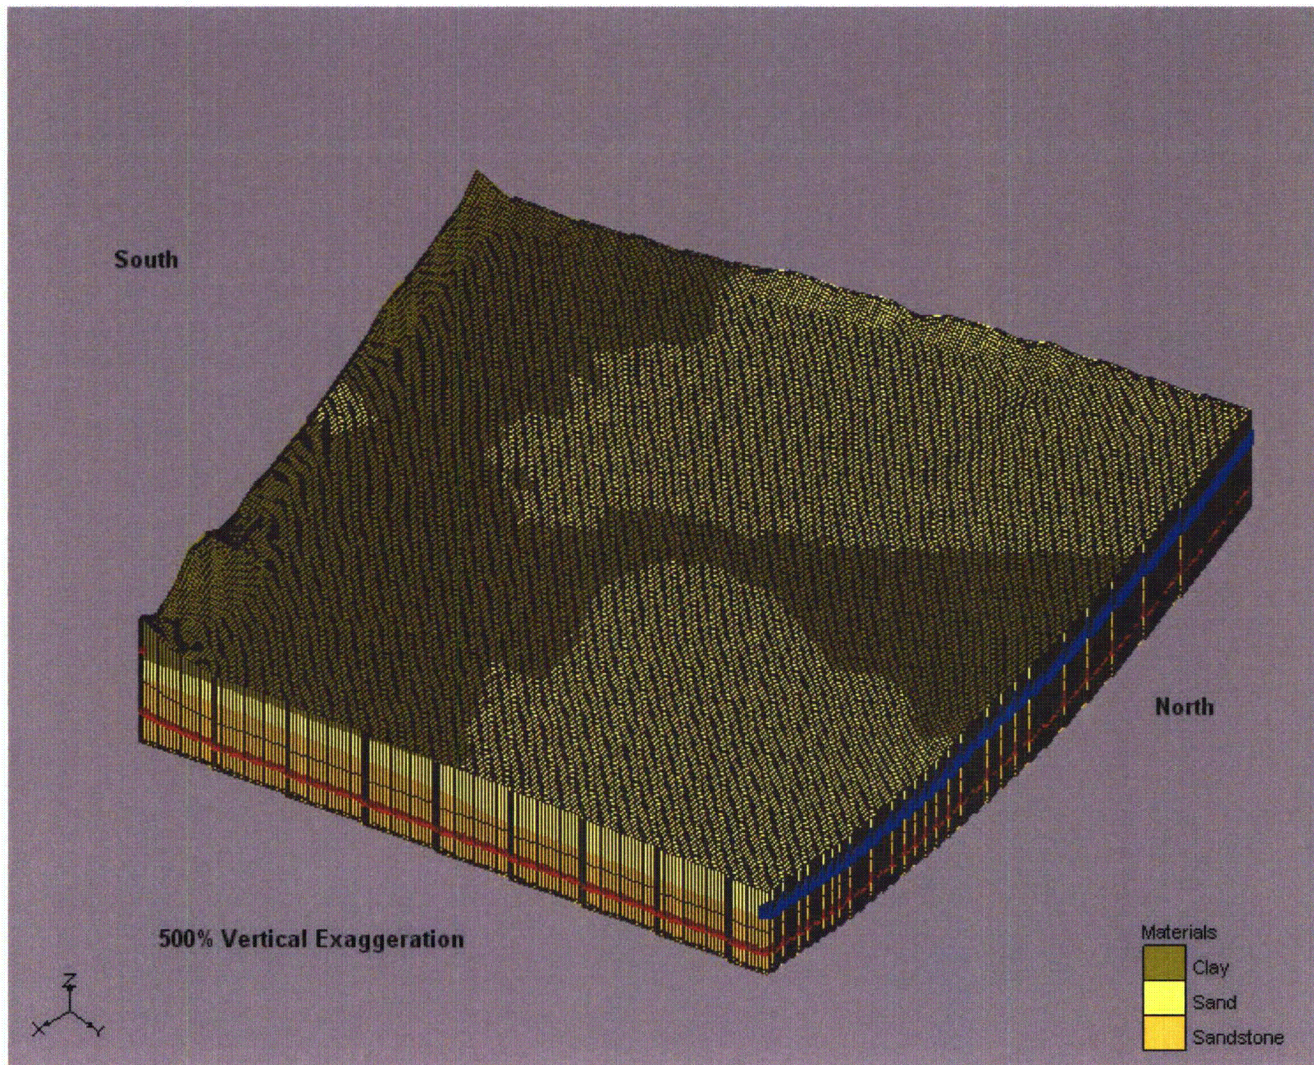 South
North
500% Vertical Exaggeration
Z
X
Y
Materials
Clay
Sand
Sandstone